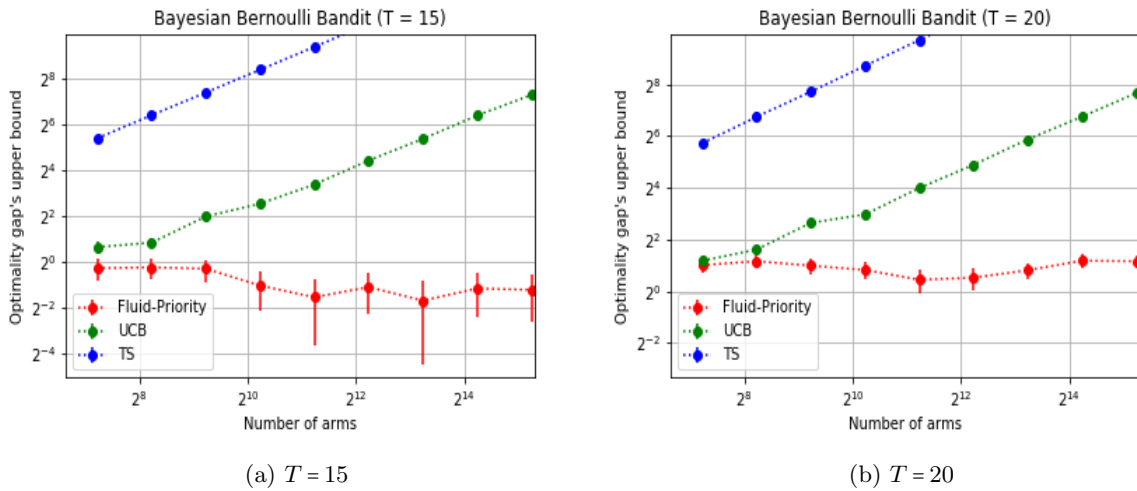 Bayesian Bernoulli Bandit (T = 15)
Optimality gap's upper bound
2^8
2^6
2^4
2^2
2^0
2^-2
2^-4
Fluid-Priority
UCB
TS
2^8 2^10 2^12 2^14
Number of arms
(a) T = 15
Bayesian Bernoulli Bandit (T = 20)
Optimality gap's upper bound
2^8
2^6
2^4
2^2
2^0
2^-2
Fluid-Priority
UCB
TS
2^8 2^10 2^12 2^14
Number of arms
(b) T = 20